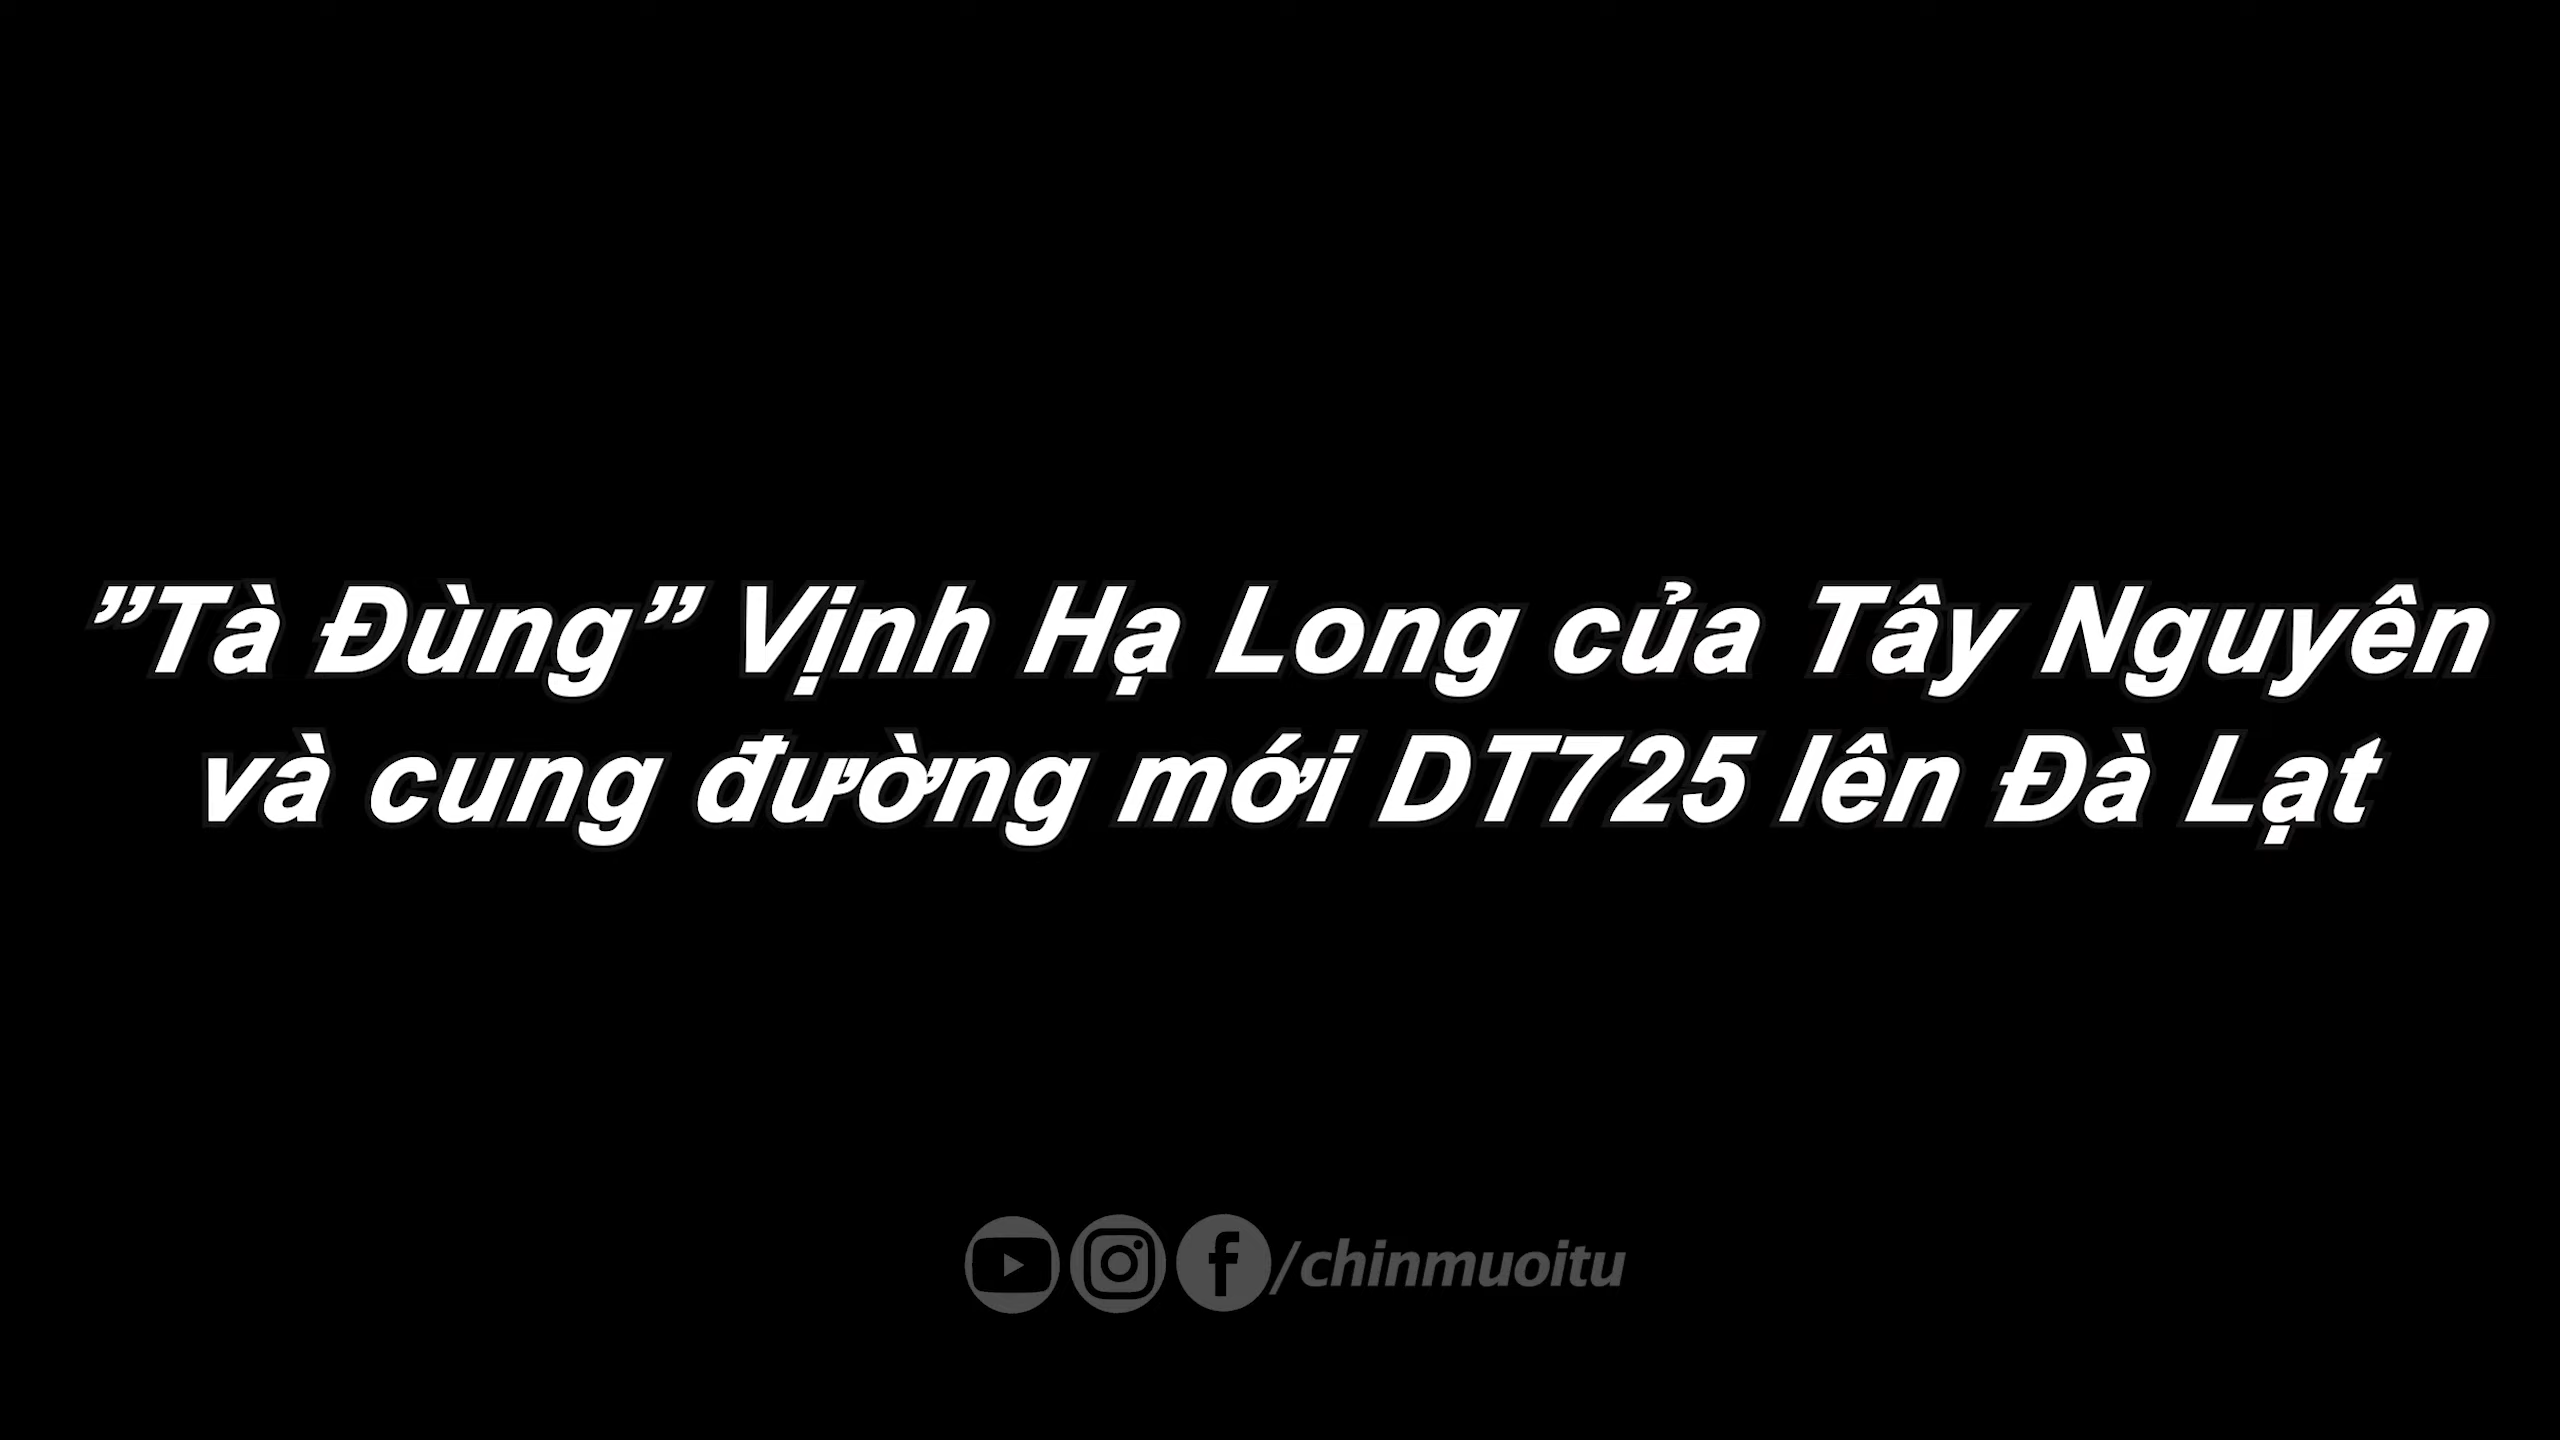 ”Tà Đùng” Vịnh Hạ Long của Tây Nguyên
và cung đường mới DT725 lên Đà Lạt
/chinmuoitu